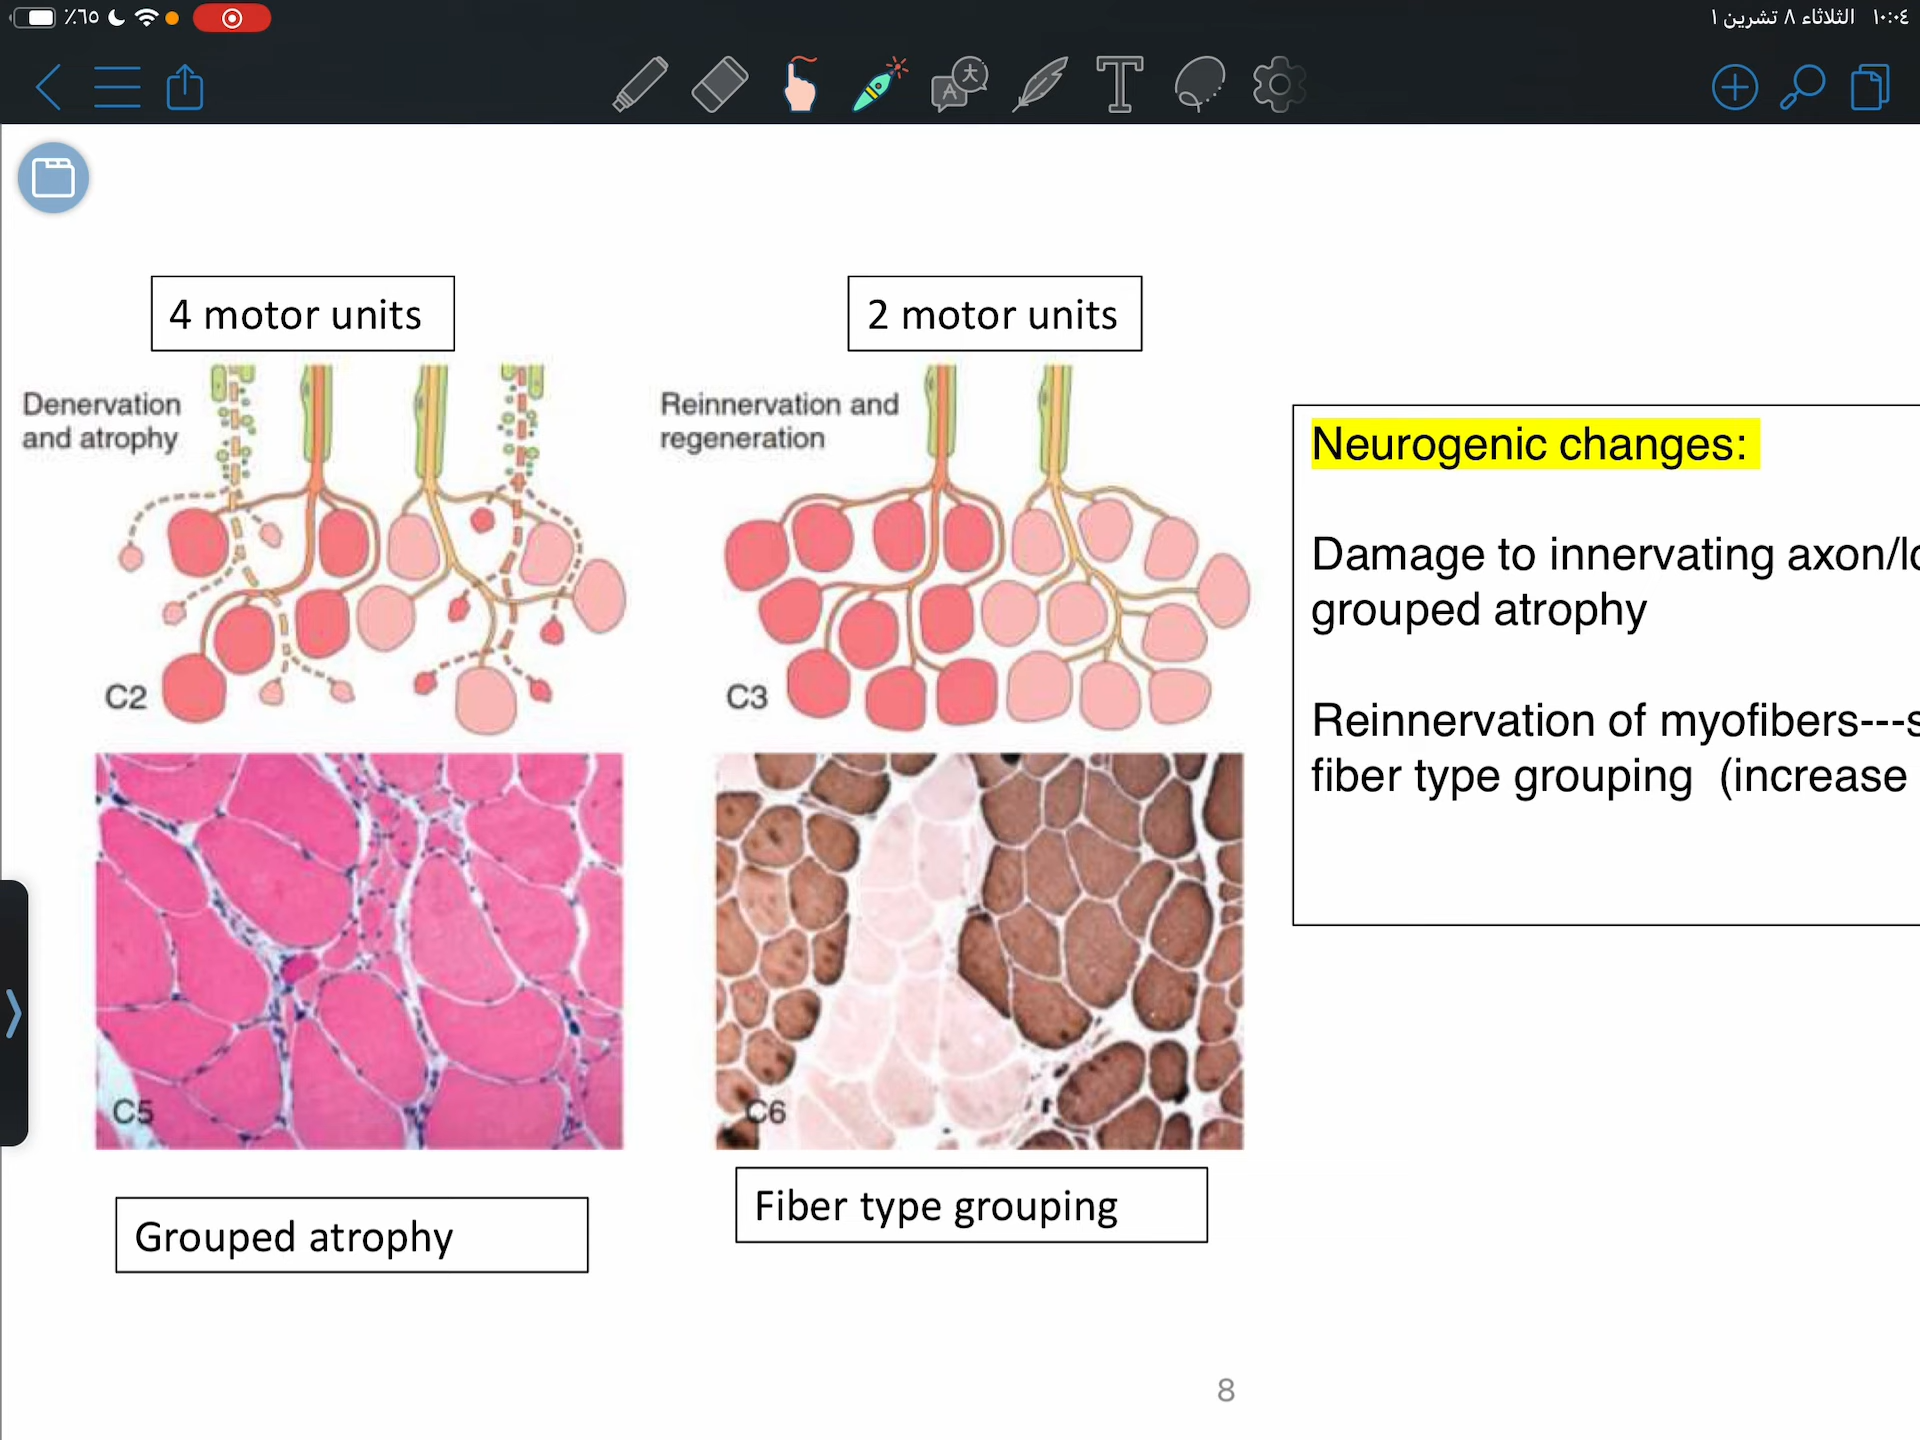 ٪٦٥
١٠:٠٤ الثلاثاء ٨ تشرين ١
4 motor units
2 motor units
Denervation
and atrophy
Reinnervation and
regeneration
C2
C3
Neurogenic changes:
Damage to innervating axon/
grouped atrophy
Reinnervation of myofibers---
fiber type grouping (increase
C5
C6
Grouped atrophy
Fiber type grouping
8